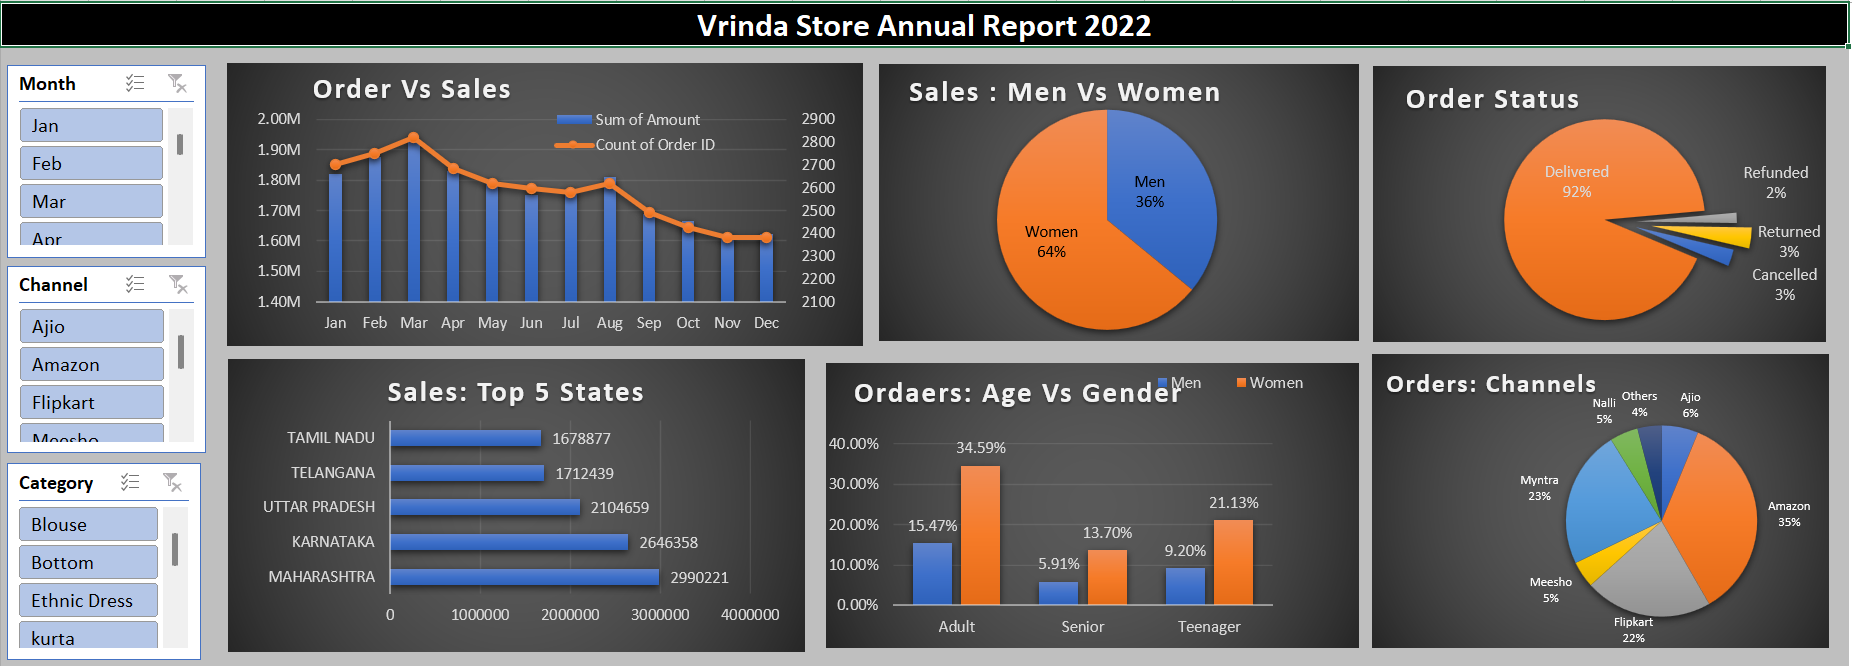 Vrinda Store Annual Report 2022
Month
Jan
Feb
Mar
Apr
Channel
Ajio
Amazon
Flipkart
Meesho
Category
Blouse
Bottom
Ethnic Dress
kurta
Order Vs Sales
Sum of Amount
Count of Order ID
2.00M
1.90M
1.80M
1.70M
1.60M
1.50M
1.40M
2900
2800
2700
2600
2500
2400
2300
2200
2100
Jan Feb Mar Apr May Jun Jul Aug Sep Oct Nov Dec
Sales : Men Vs Women
Men
36%
Women
64%
Order Status
Delivered
92%
Refunded
2%
Returned
3%
Cancelled
3%
Sales: Top 5 States
TAMIL NADU 1678877
TELANGANA 1712439
UTTAR PRADESH 2104659
KARNATAKA 2646358
MAHARASHTRA 2990221
0 1000000 2000000 3000000 4000000
Ordaers: Age Vs Gender
Men Women
40.00%
30.00%
20.00%
10.00%
0.00%
15.47% 34.59%
5.91% 13.70%
9.20% 21.13%
Adult Senior Teenager
Orders: Channels
Nalli
5%
Others
4%
Ajio
6%
Myntra
23%
Amazon
35%
Meesho
5%
Flipkart
22%